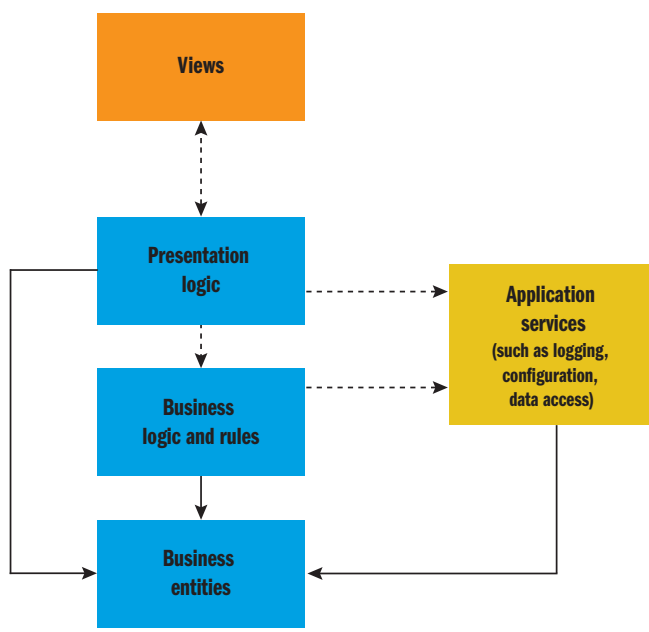 Views
Presentation
logic
Application
services
(such as logging,
configuration,
data access)
Business
logic and rules
Business
entities